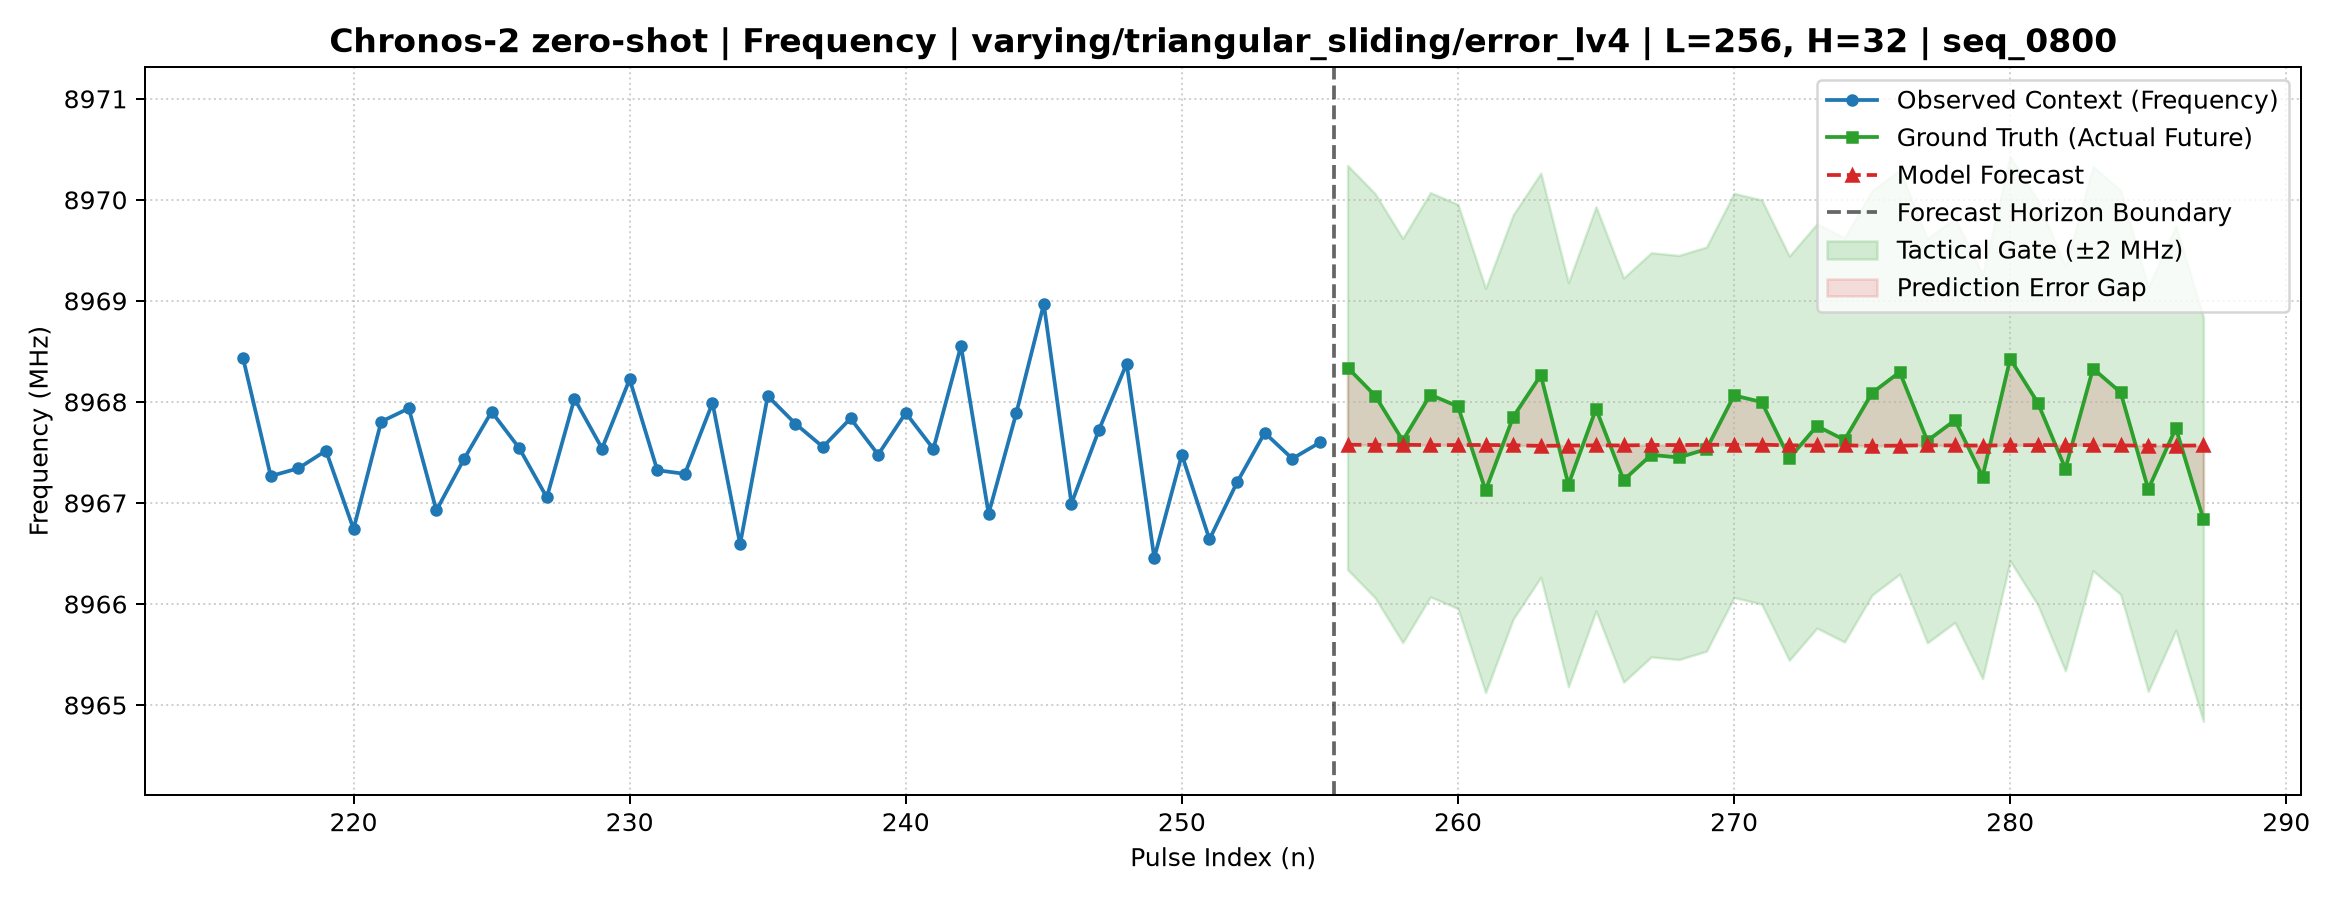 Chronos-2 zero-shot | Frequency | varying/triangular_sliding/error_lv4 | L=256, H=32 | seq_0800
Frequency (MHz)
8971
8970
8969
8968
8967
8966
8965
Observed Context (Frequency)
Ground Truth (Actual Future)
Model Forecast
Forecast Horizon Boundary
Tactical Gate (±2 MHz)
Prediction Error Gap
220 230 240 250 260 270 280 290
Pulse Index (n)